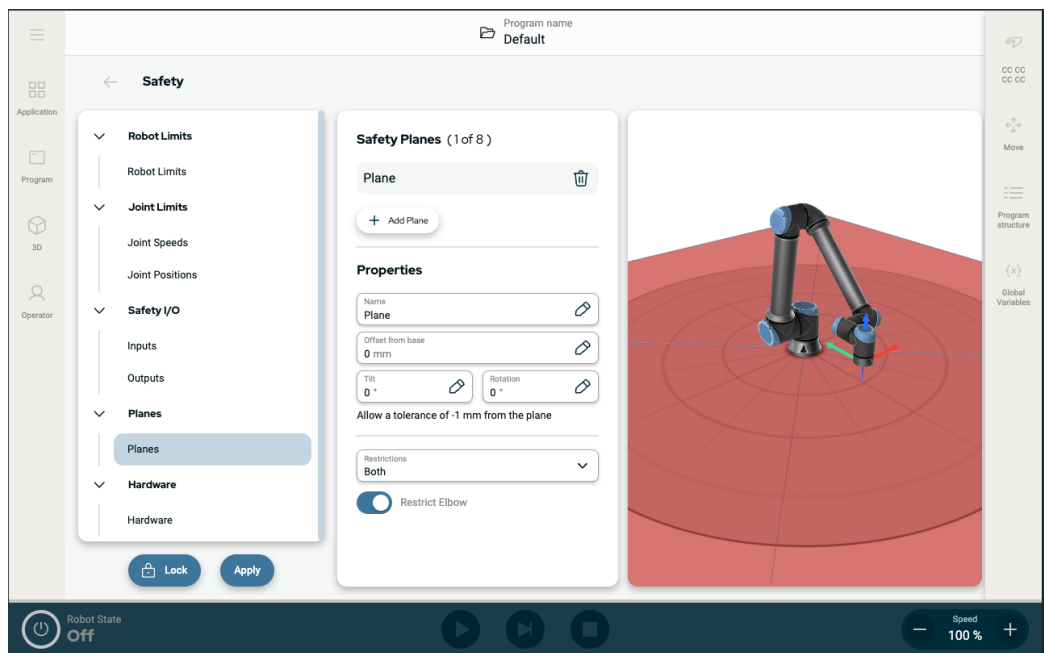 Program name
Default
Application
Program
3D
Operator
Safety
Robot Limits
Robot Limits
Joint Limits
Joint Speeds
Joint Positions
Safety I/O
Inputs
Outputs
Planes
Planes
Hardware
Hardware
Lock
Apply
Safety Planes (1 of 8)
Plane
+ Add Plane
Properties
Name
Plane
Offset from base
0 mm
Tilt
0 °
Rotation
0 °
Allow a tolerance of -1 mm from the plane
Restrictions
Both
Restrict Elbow
CC CC
CC CC
Move
Program
structure
{x}
Global
Variables
Robot State
Off
Speed
100 %